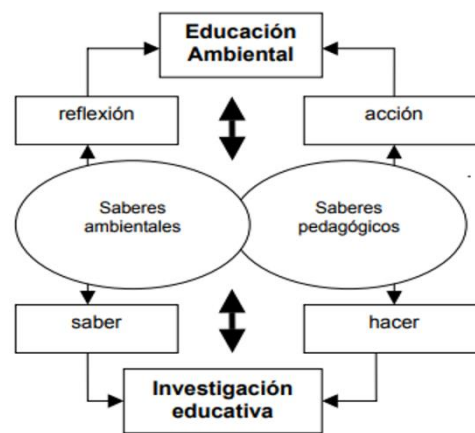 Educación
Ambiental
reflexión
acción
Saberes
ambientales
Saberes
pedagógicos
saber
hacer
Investigación
educativa